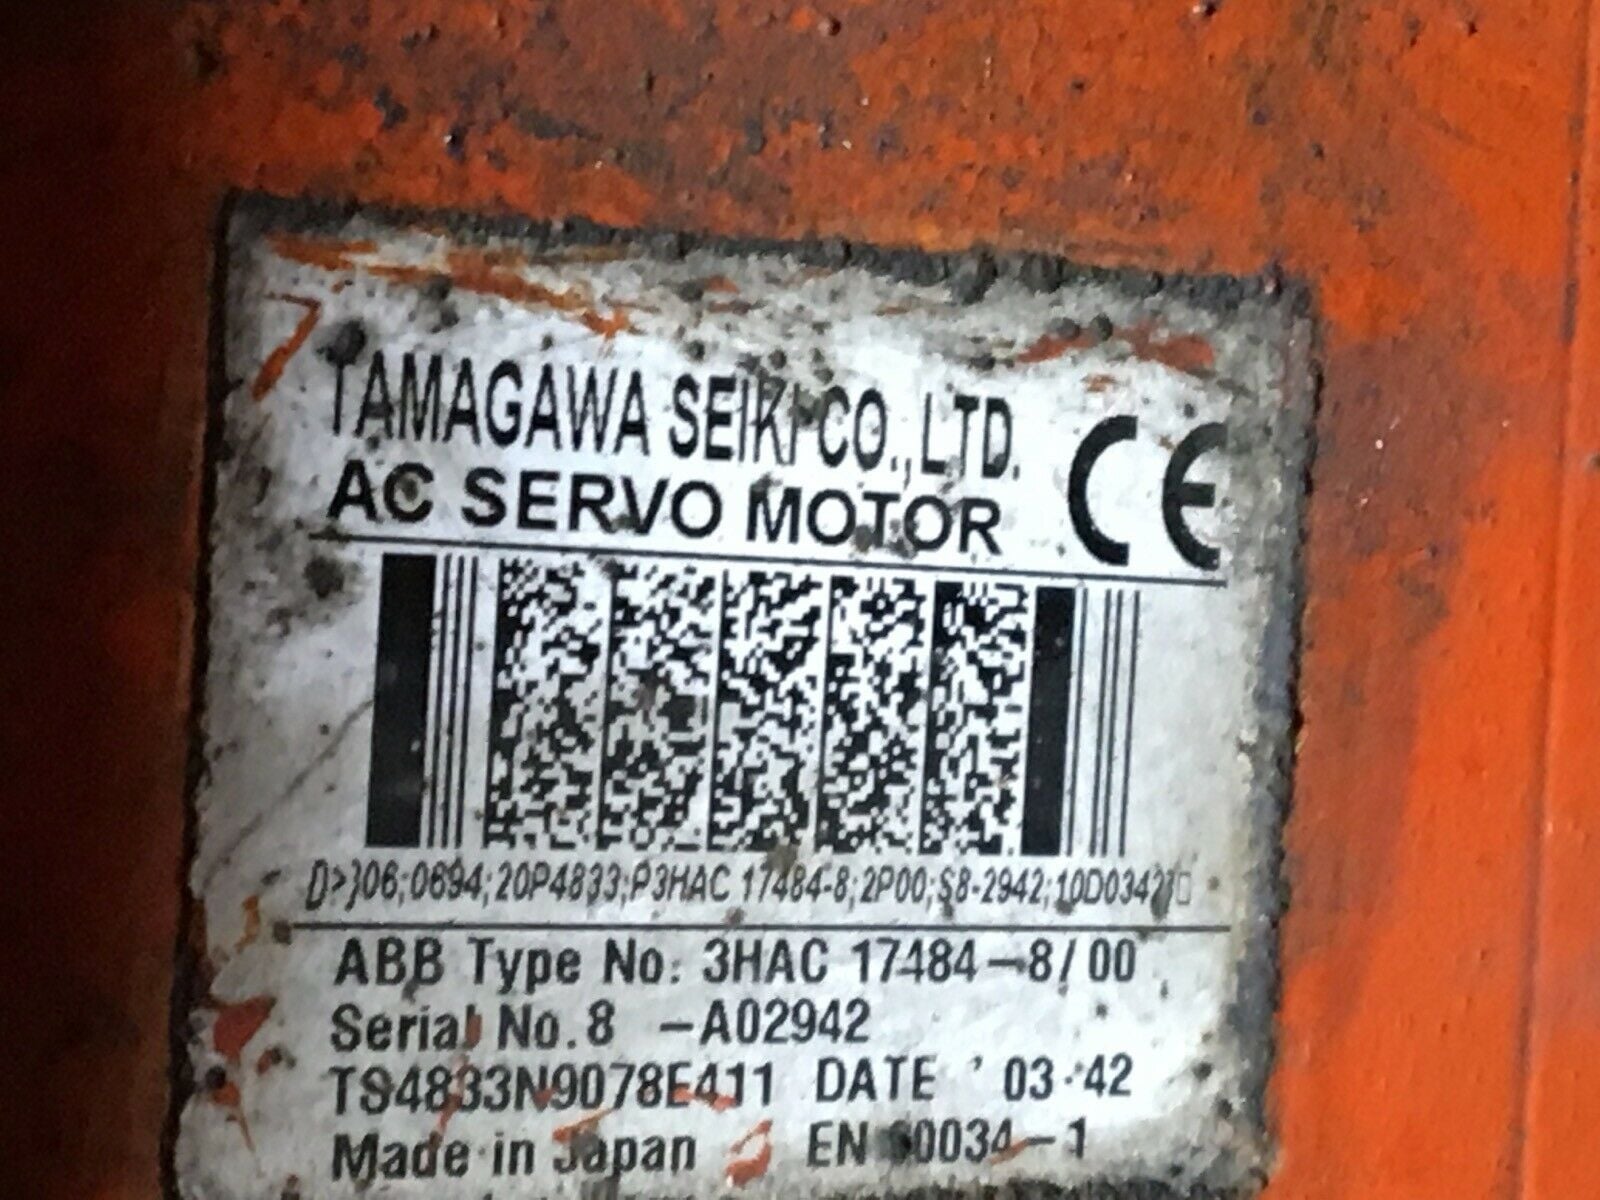 TAMAGAWA SEIKI CO., LTD.
AC SERVO MOTOR CE
D>}06;0694;20P4833;P3HAC 17484-8;2P00;S8-2942;10D0342}
ABB Type No: 3HAC 17484-8/00
Serial No. 8 -A02942
TS4833N9078E411 DATE ' 03.42
Made in Japan EN 60034-1